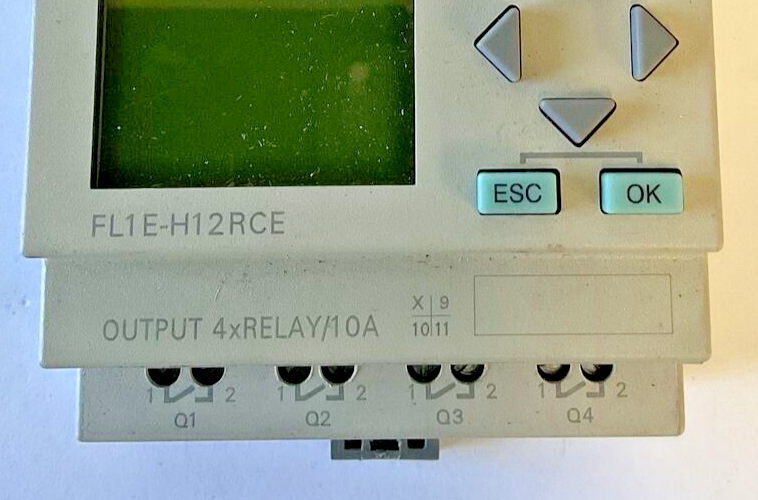 ESC OK
FL1E-H12RCE
X 9
OUTPUT 4xRELAY/10A
10 11
1 2 1 2 1 2 1 2
Q1 Q2 Q3 Q4